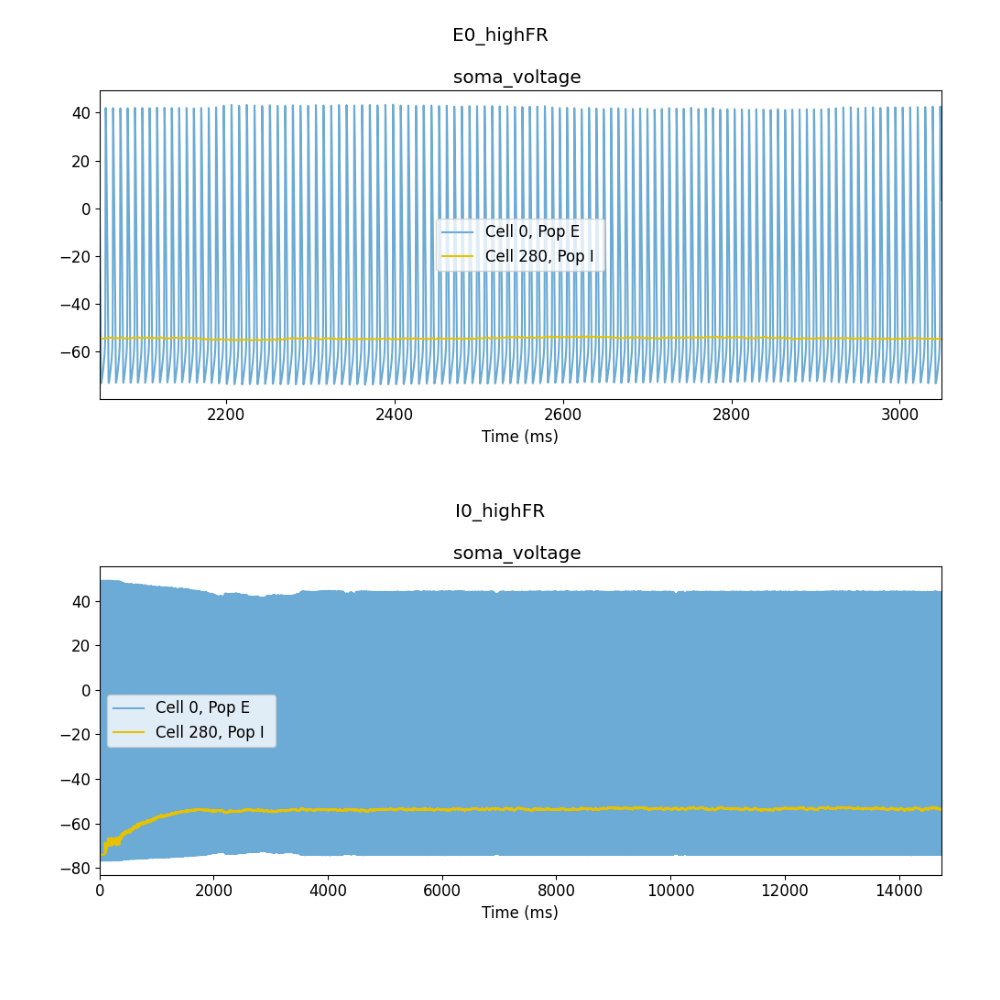 E0_highFR
soma_voltage
40
20
0
−20
−40
−60
Cell 0, Pop E
Cell 280, Pop I
2200 2400 2600 2800 3000
Time (ms)
I0_highFR
soma_voltage
40
20
0
−20
−40
−60
−80
Cell 0, Pop E
Cell 280, Pop I
0 2000 4000 6000 8000 10000 12000 14000
Time (ms)